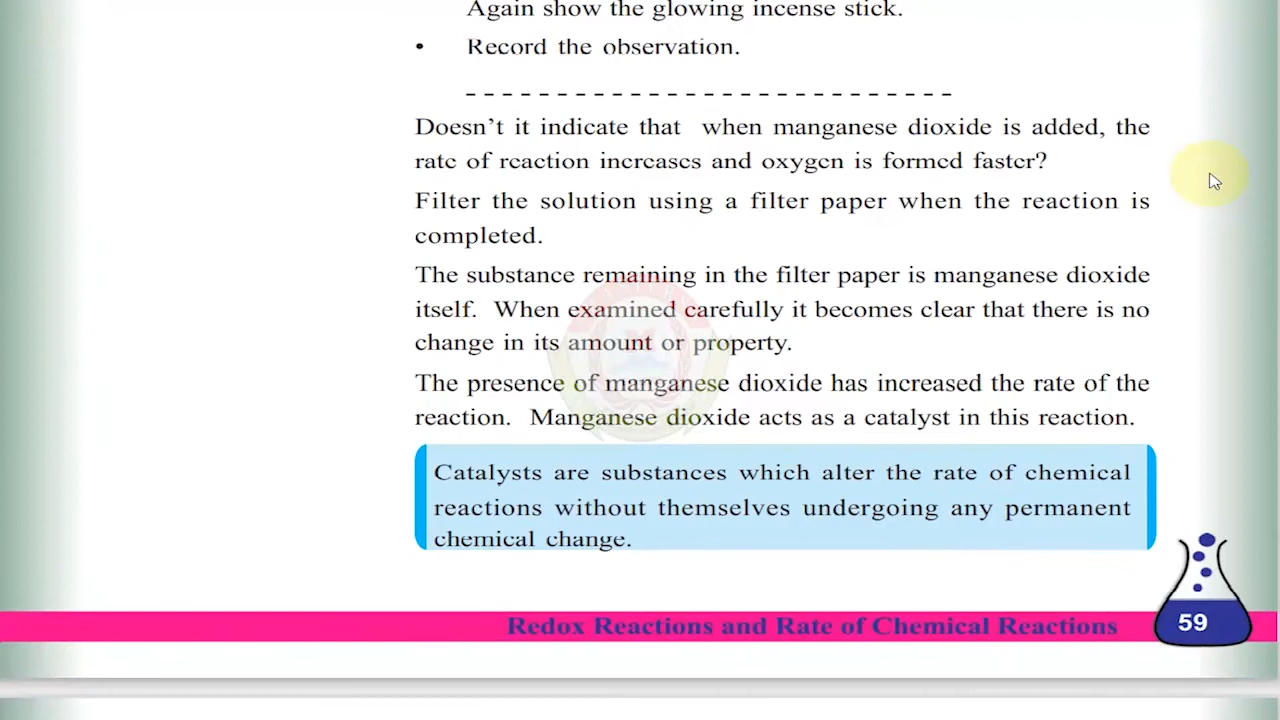 Again show the glowing incense stick.
• Record the observation.
Doesn't it indicate that when manganese dioxide is added, the
rate of reaction increases and oxygen is formed faster?
Filter the solution using a filter paper when the reaction is
completed.
The substance remaining in the filter paper is manganese dioxide
itself. When examined carefully it becomes clear that there is no
change in its amount or property.
The presence of manganese dioxide has increased the rate of the
reaction. Manganese dioxide acts as a catalyst in this reaction.
Catalysts are substances which alter the rate of chemical
reactions without themselves undergoing any permanent
chemical change.
Redox Reactions and Rate of Chemical Reactions
59